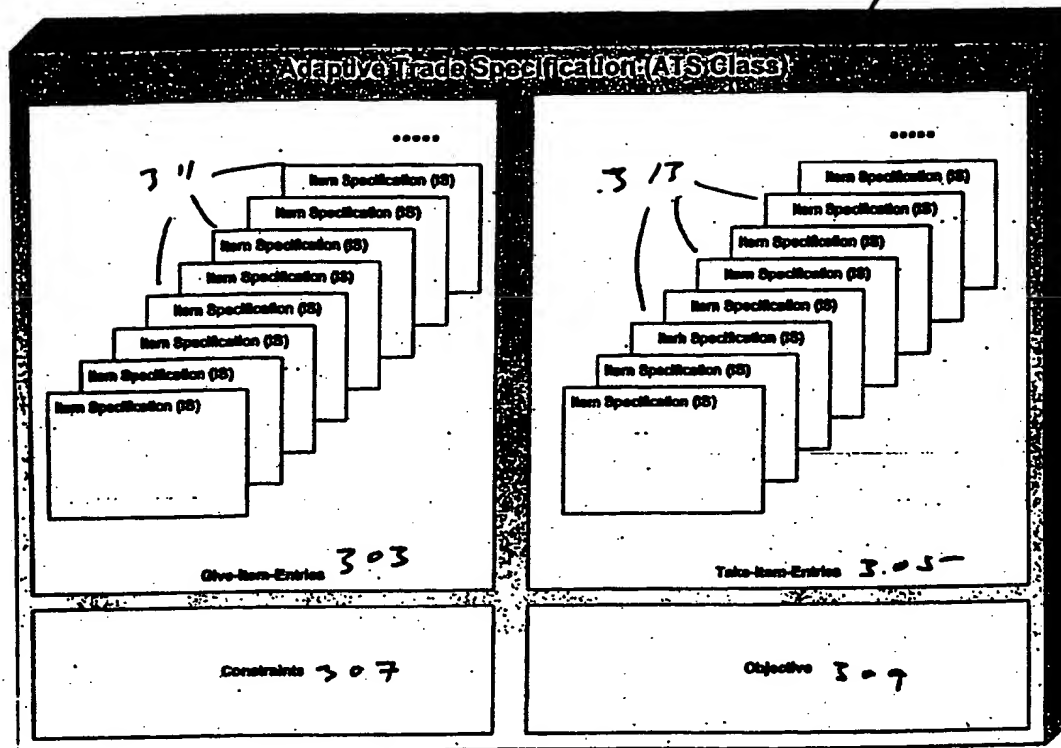 Adaptive Trade Specification: (ATS Class)
.....
311
Item Specification (IS)
Item Specification (IS)
Item Specification (IS)
Item Specification (IS)
Item Specification (IS)
Item Specification (IS)
Item Specification (IS)
Item Specification (IS)
Give-Item-Entries 303
.....
313
Item Specification (IS)
Item Specification (IS)
Item Specification (IS)
Item Specification (IS)
Item Specification (IS)
Item Specification (IS)
Item Specification (IS)
Item Specification (IS)
Take-Item-Entries 305
Constraints 307
Objective 309